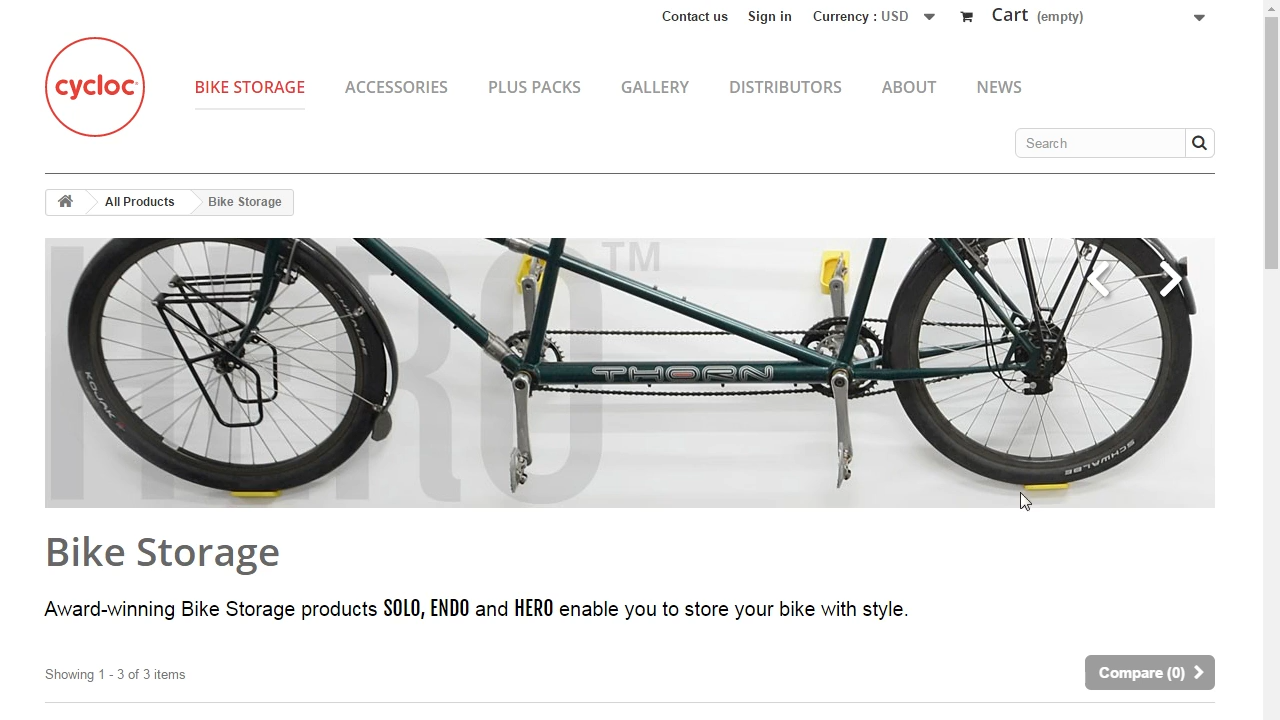 Contact us Sign in Currency : USD Cart (empty)
cycloc
BIKE STORAGE ACCESSORIES PLUS PACKS GALLERY DISTRIBUTORS ABOUT NEWS
Search
All Products Bike Storage
HERO™
SCHWALBE
THORN
KOJAK
SCHWALBE
Bike Storage
Award-winning Bike Storage products SOLO, ENDO and HERO enable you to store your bike with style.
Showing 1 - 3 of 3 items
Compare (0)